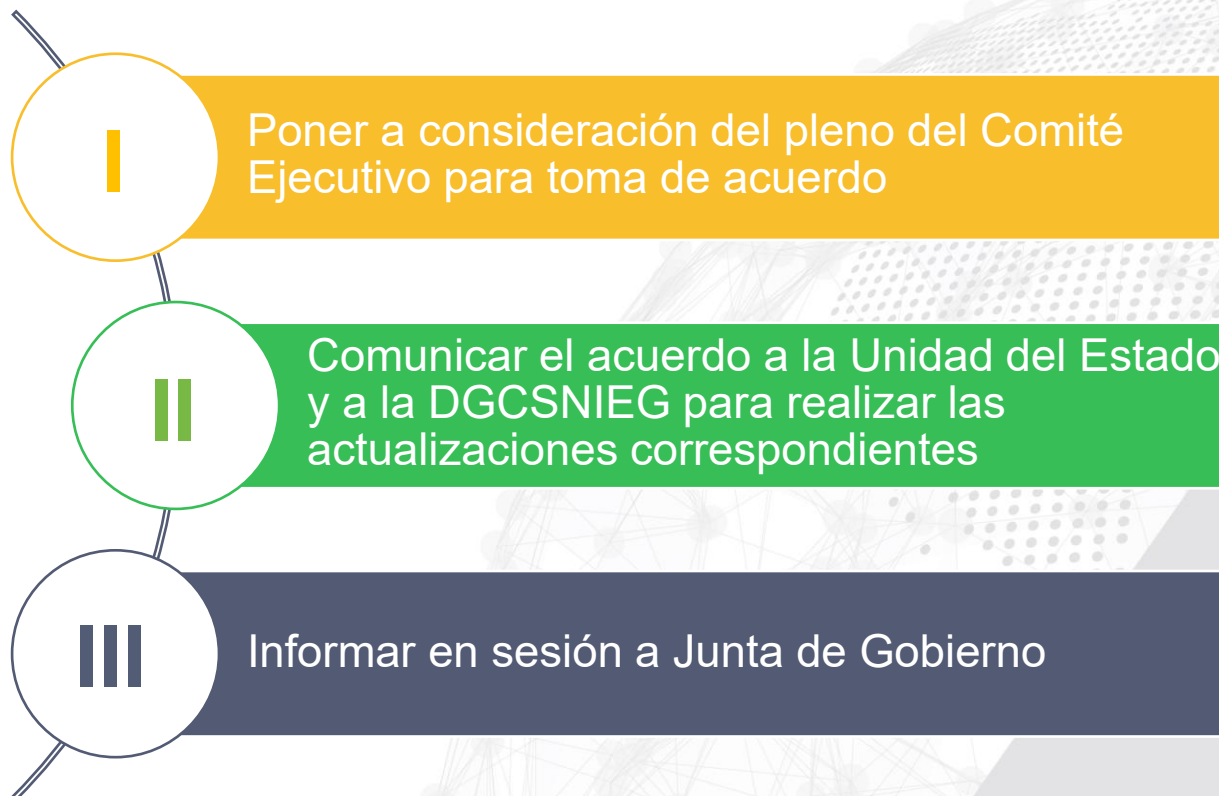 I
Poner a consideración del pleno del Comité
Ejecutivo para toma de acuerdo
II
Comunicar el acuerdo a la Unidad del Estado
y a la DGCSNIEG para realizar las
actualizaciones correspondientes
III
Informar en sesión a Junta de Gobierno